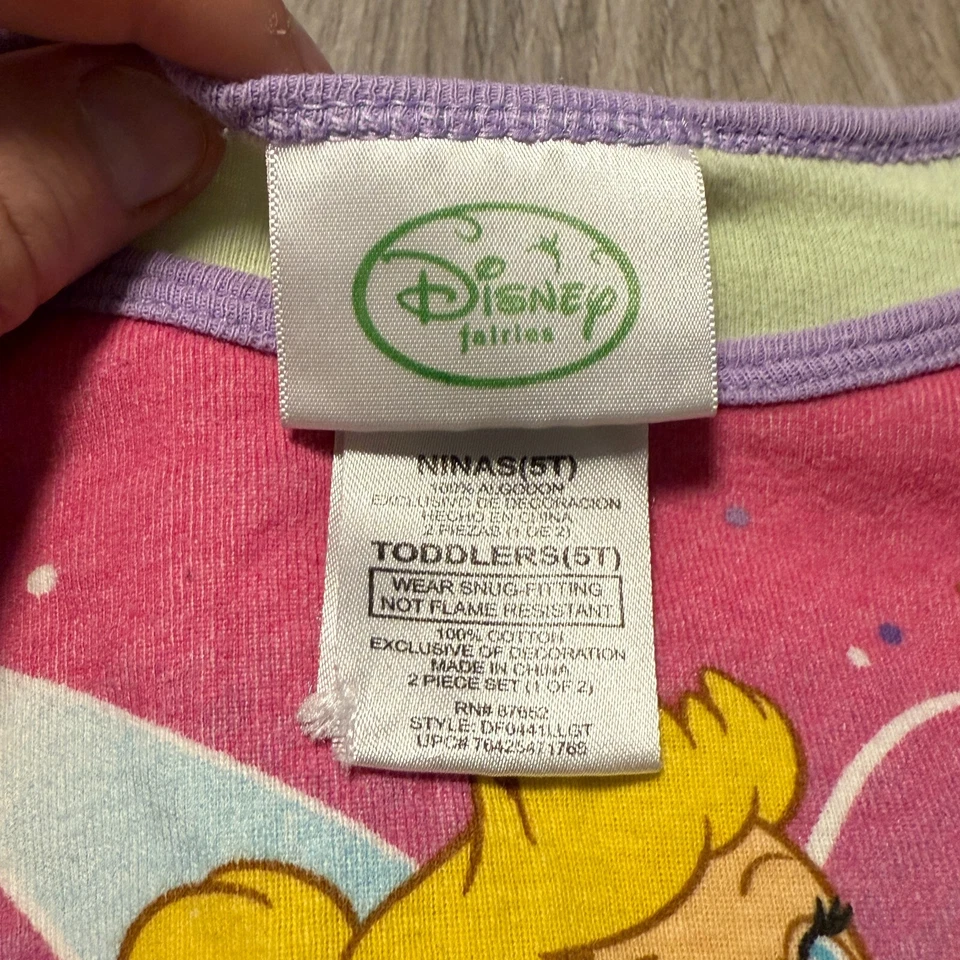 Disney
fairies
NINAS(5T)
100% ALGODON
EXCLUSIVO DE DECORACION
HECHO EN CHINA
2 PIEZAS (1 DE 2)
TODDLERS(5T)
WEAR SNUG-FITTING
NOT FLAME RESISTANT
100% COTTON
EXCLUSIVE OF DECORATION
MADE IN CHINA
2 PIECE SET (1 OF 2)
RN# 87652
STYLE: DF0441LLGT
UPC# 76425471765